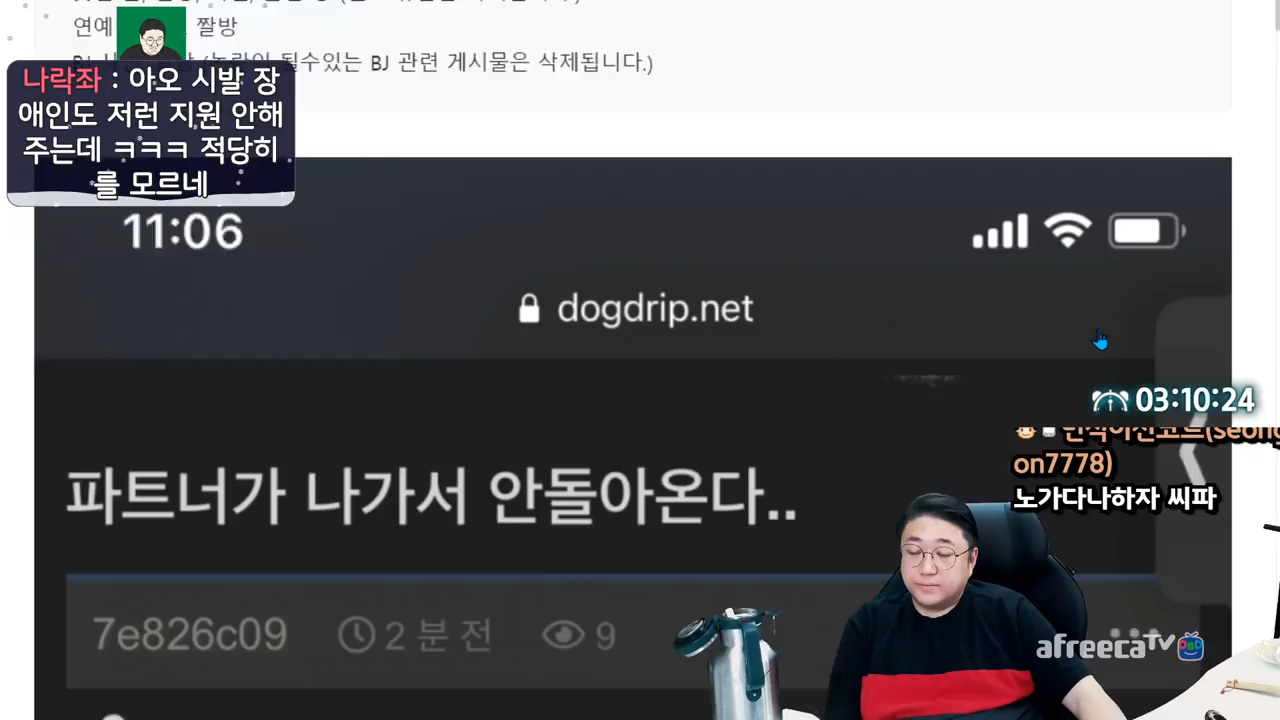 연예
짤방
될수있는 BJ 관련 게시물은 삭제됩니다.)
나락좌 : 아오 시발 장
애인도 저런 지원 안해
주는데 ㅋㅋㅋ 적당히
를 모르네
11:06
dogdrip.net
03:10:24
on7778)
노가다나하자 씨파
파트너가 나가서 안돌아온다..
7e826c09 2 분 전 9
afreecaTV